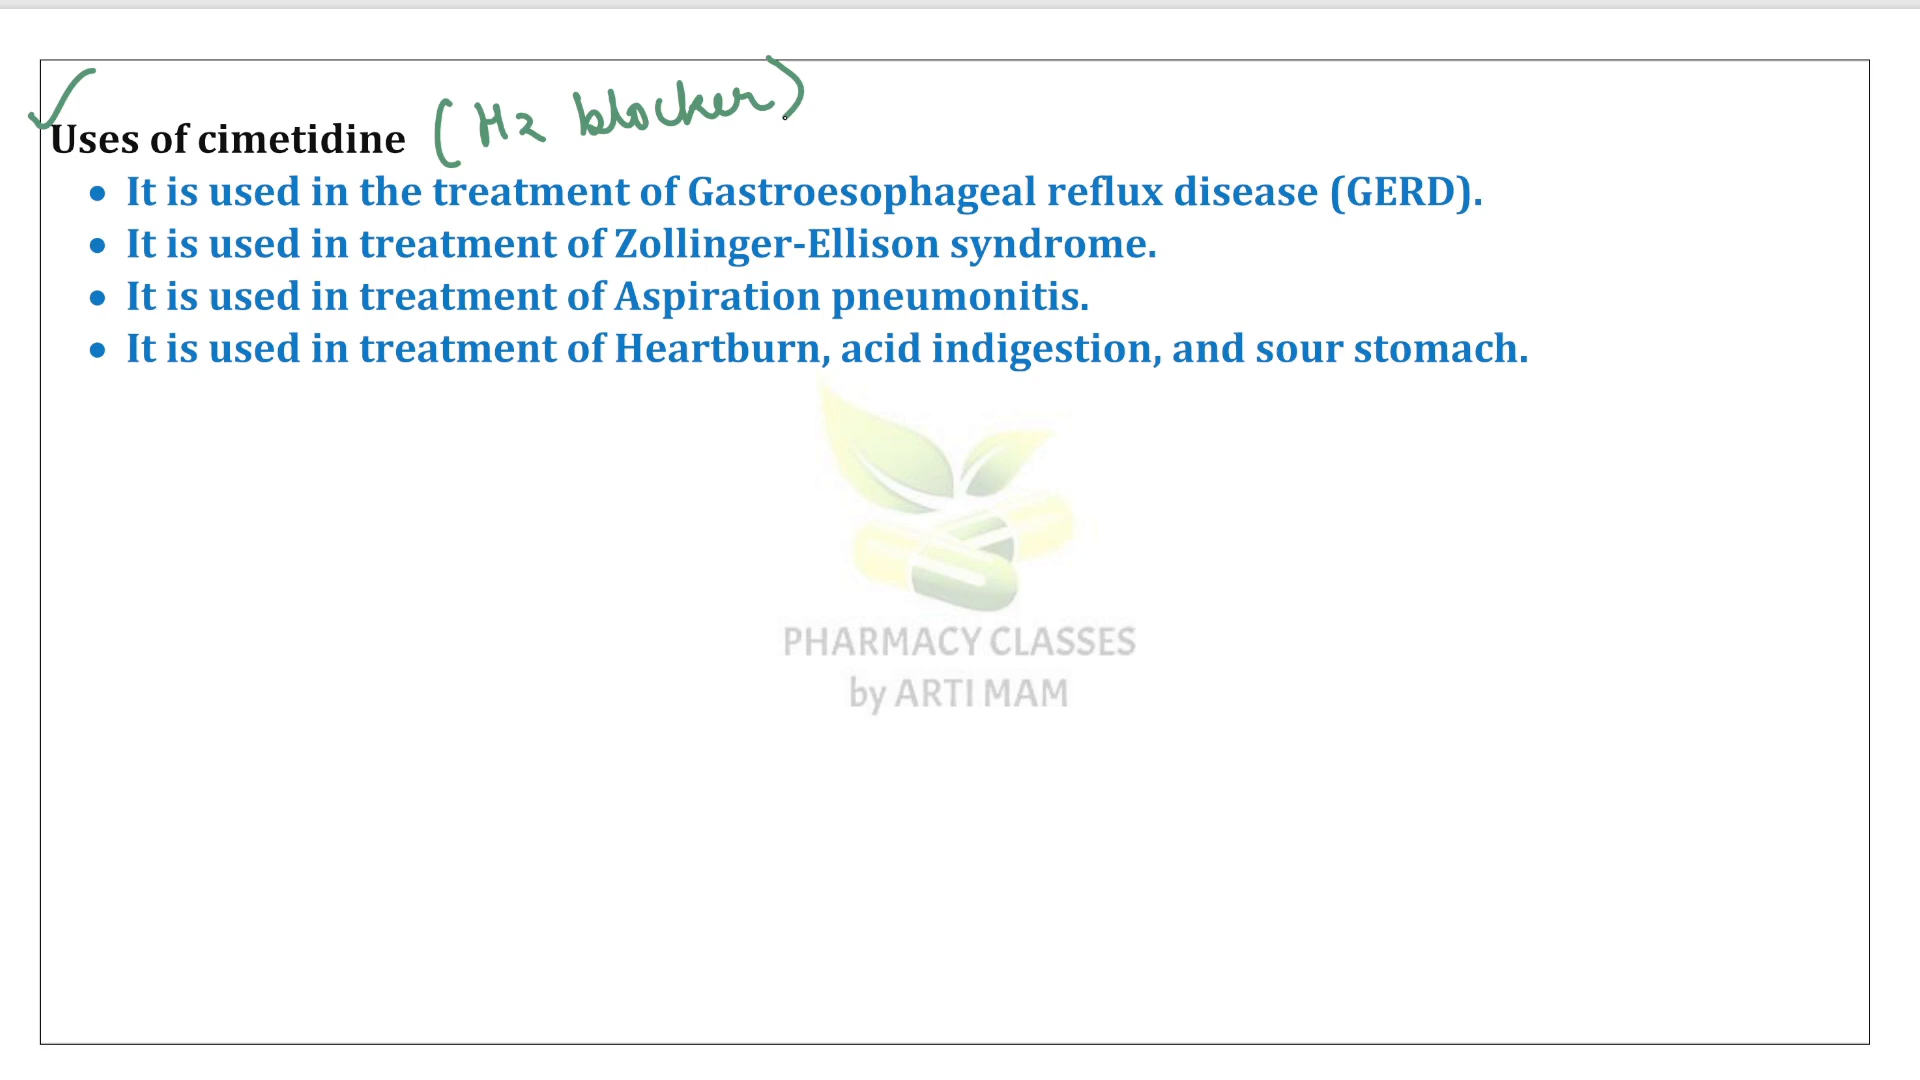 Uses of cimetidine (H2 blocker)
• It is used in the treatment of Gastroesophageal reflux disease (GERD).
• It is used in treatment of Zollinger-Ellison syndrome.
• It is used in treatment of Aspiration pneumonitis.
• It is used in treatment of Heartburn, acid indigestion, and sour stomach.
PHARMACY CLASSES
by ARTI MAM